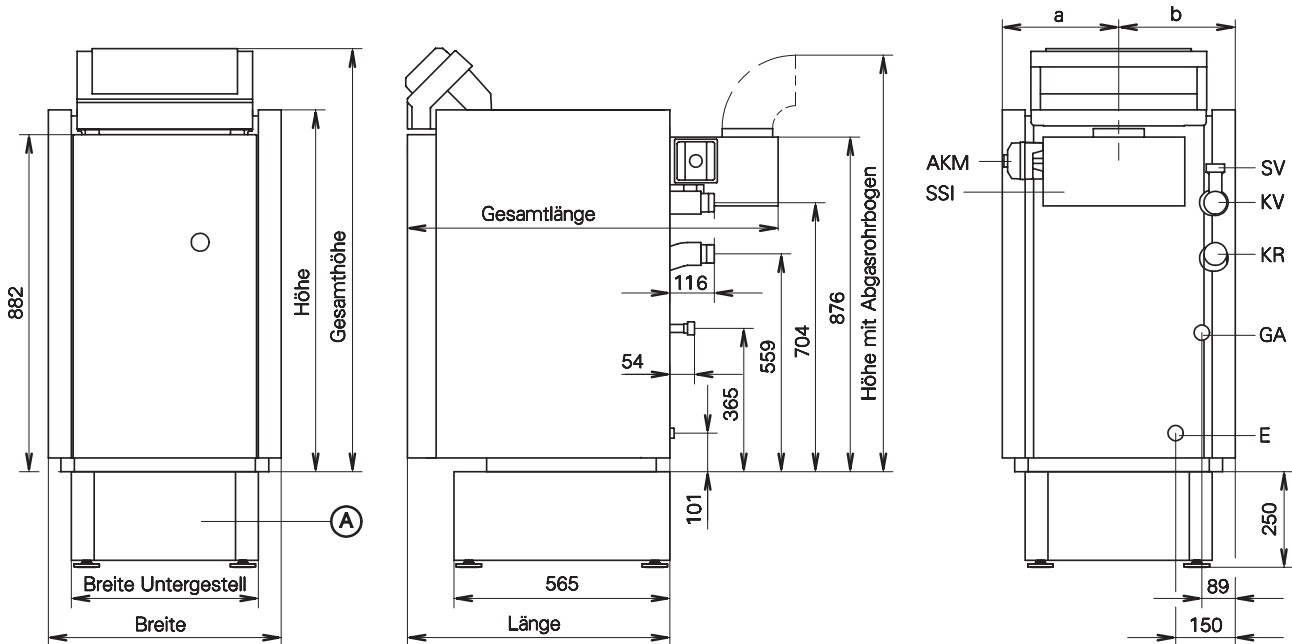 882
Höhe
Gesamthöhe
A
Breite Untergestell
Breite
Gesamtlänge
116
54
365
559
704
876
Höhe mit Abgasrohrbogen
101
565
Länge
a
b
AKM
SSI
SV
KV
KR
GA
E
250
89
150